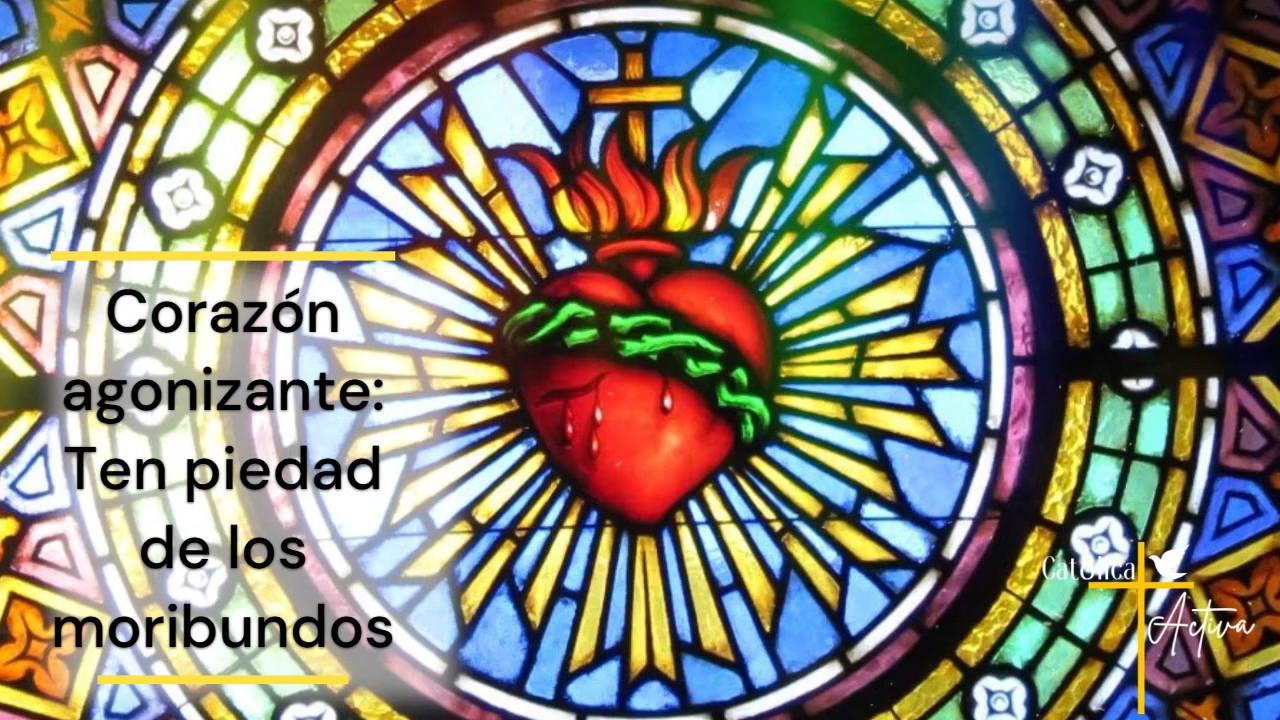 Corazón
agonizante:
Ten piedad
de los
moribundos
Católica
Activa